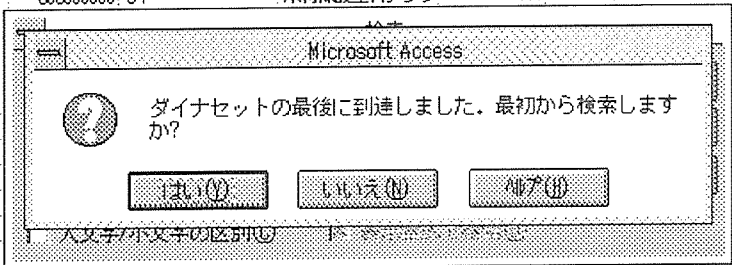 検索
Microsoft Access
ダイナセットの最後に到達しました。最初から検索します
か?
はい(Y)
いいえ(N)
ヘルプ(H)
大文字/小文字の区別(C)